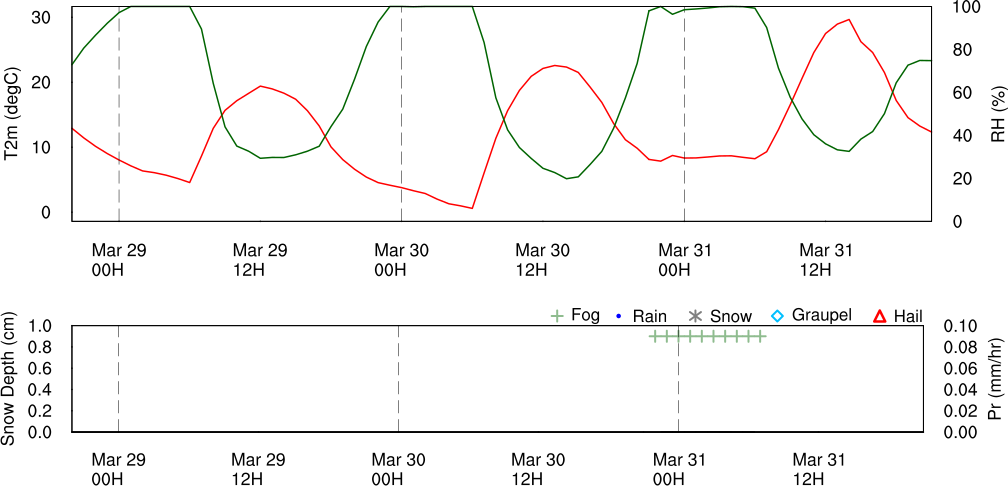 30
20
10
0
T2m (degC)
100
80
60
40
20
0
RH (%)
Mar 29 Mar 29 Mar 30 Mar 30 Mar 31 Mar 31
00H 12H 00H 12H 00H 12H
Fog Rain Snow Graupel Hail
1.0
0.8
0.6
0.4
0.2
0.0
Snow Depth (cm)
0.10
0.08
0.06
0.04
0.02
0.00
Pr (mm/hr)
Mar 29 Mar 29 Mar 30 Mar 30 Mar 31 Mar 31
00H 12H 00H 12H 00H 12H